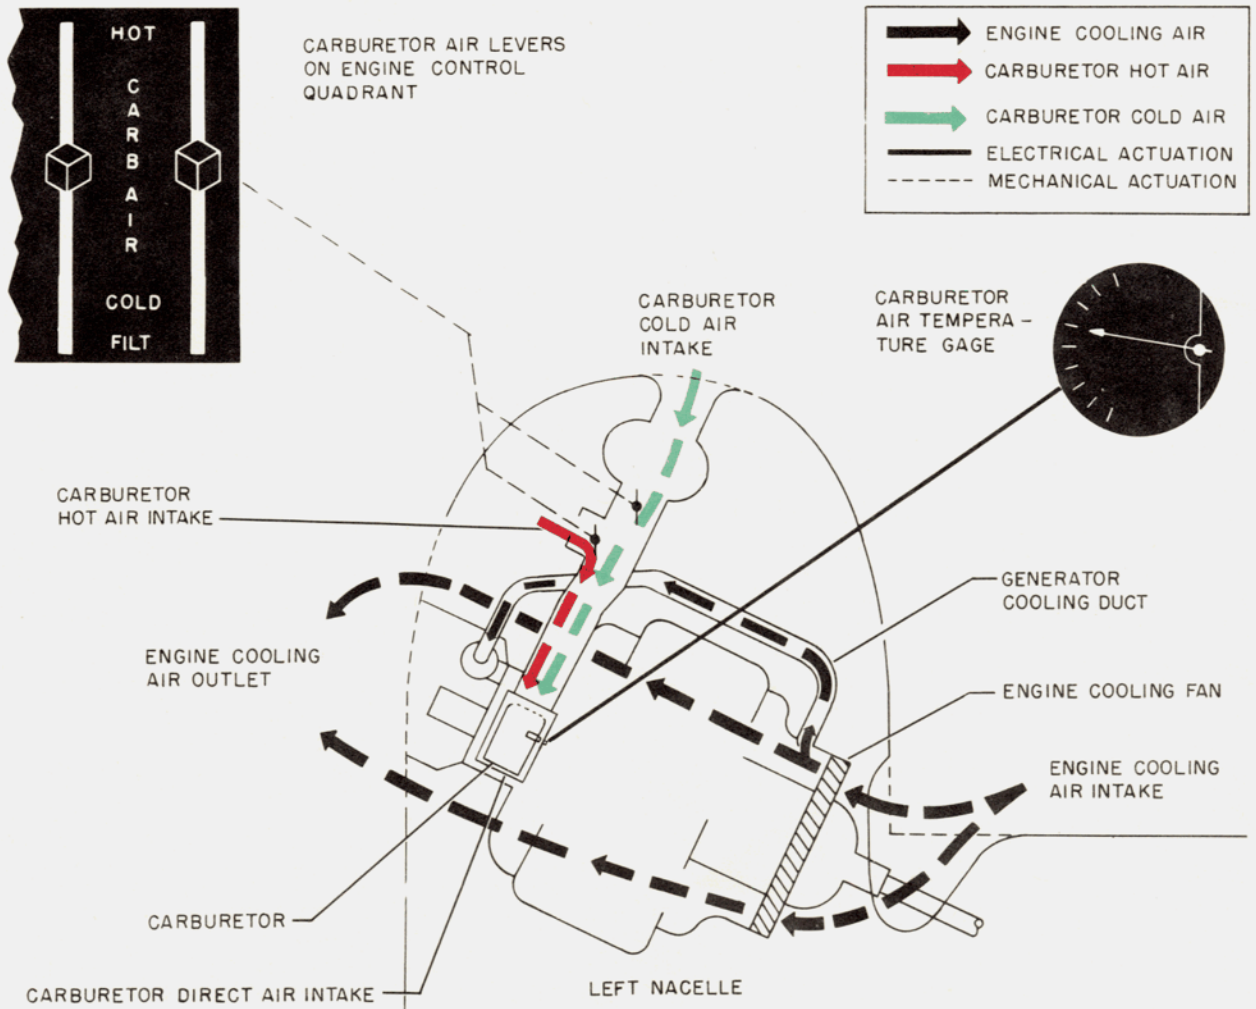 HOT
CARB AIR
COLD
FILT
CARBURETOR AIR LEVERS
ON ENGINE CONTROL
QUADRANT
ENGINE COOLING AIR
CARBURETOR HOT AIR
CARBURETOR COLD AIR
ELECTRICAL ACTUATION
MECHANICAL ACTUATION
CARBURETOR
COLD AIR
INTAKE
CARBURETOR
AIR TEMPERA-
TURE GAGE
CARBURETOR
HOT AIR INTAKE
GENERATOR
COOLING DUCT
ENGINE COOLING
AIR OUTLET
ENGINE COOLING FAN
ENGINE COOLING
AIR INTAKE
CARBURETOR
CARBURETOR DIRECT AIR INTAKE
LEFT NACELLE